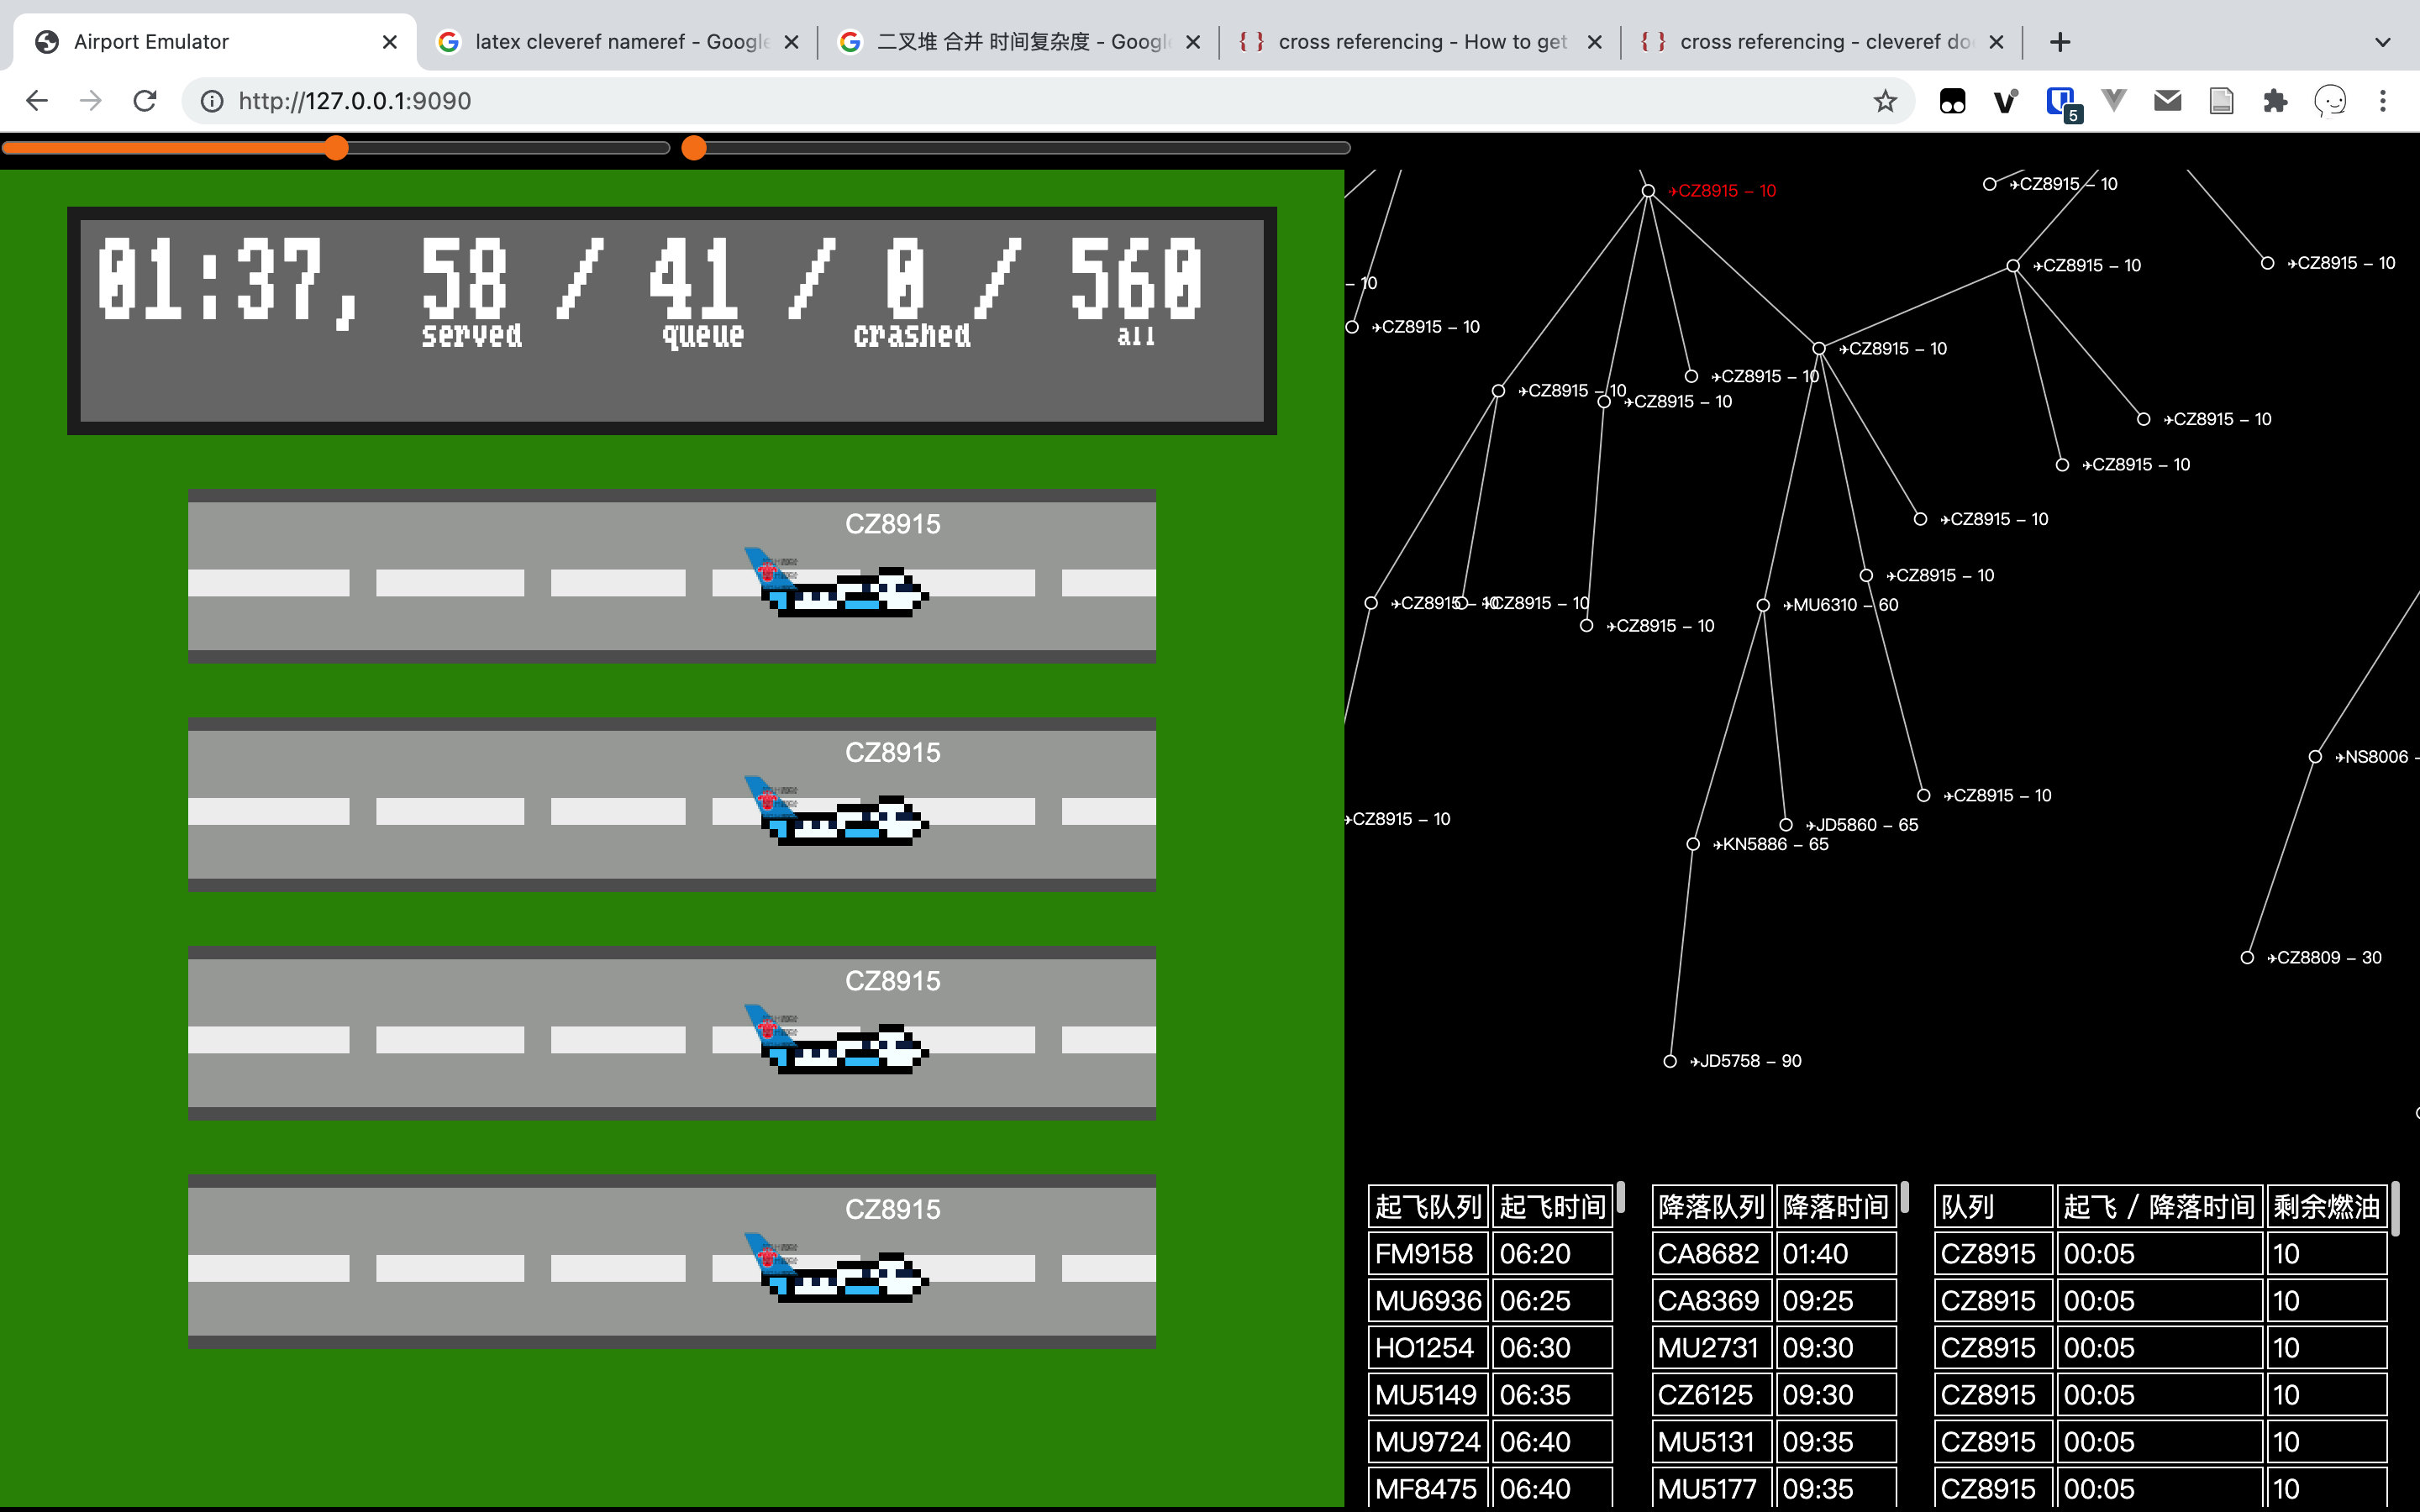 Airport Emulator
latex cleveref nameref - Google
二叉堆 合并 时间复杂度 - Googl
cross referencing - How to get
cross referencing - cleveref do
http://127.0.0.1:9090
5
01:37, 58 / 41 / 0 / 560
served queue crashed all
CZ8915
CZ8915
CZ8915
CZ8915
✈CZ8915 – 10
✈CZ8915 – 10
✈CZ8915 – 10
✈CZ8915 – 10
– 10
✈CZ8915 – 10
✈CZ8915 – 10
✈CZ8915 – 10
✈CZ8915 – 10
✈CZ8915 – 10
✈CZ8915 – 10
✈CZ8915 – 10
✈CZ8915 – 10
✈CZ8915 – 10
✈CZ8915 – 10
✈CZ8915 – 10
✈CZ8915 – 10
✈MU6310 – 60
✈CZ8915 – 10
✈NS8006 -
✈CZ8915 – 10
✈CZ8915 – 10
✈JD5860 – 65
✈KN5886 – 65
✈CZ8809 – 30
✈JD5758 – 90
起飞队列 起飞时间
FM9158 06:20
MU6936 06:25
HO1254 06:30
MU5149 06:35
MU9724 06:40
MF8475 06:40
降落队列 降落时间
CA8682 01:40
CA8369 09:25
MU2731 09:30
CZ6125 09:30
MU5131 09:35
MU5177 09:35
队列 起飞 / 降落时间 剩余燃油
CZ8915 00:05 10
CZ8915 00:05 10
CZ8915 00:05 10
CZ8915 00:05 10
CZ8915 00:05 10
CZ8915 00:05 10